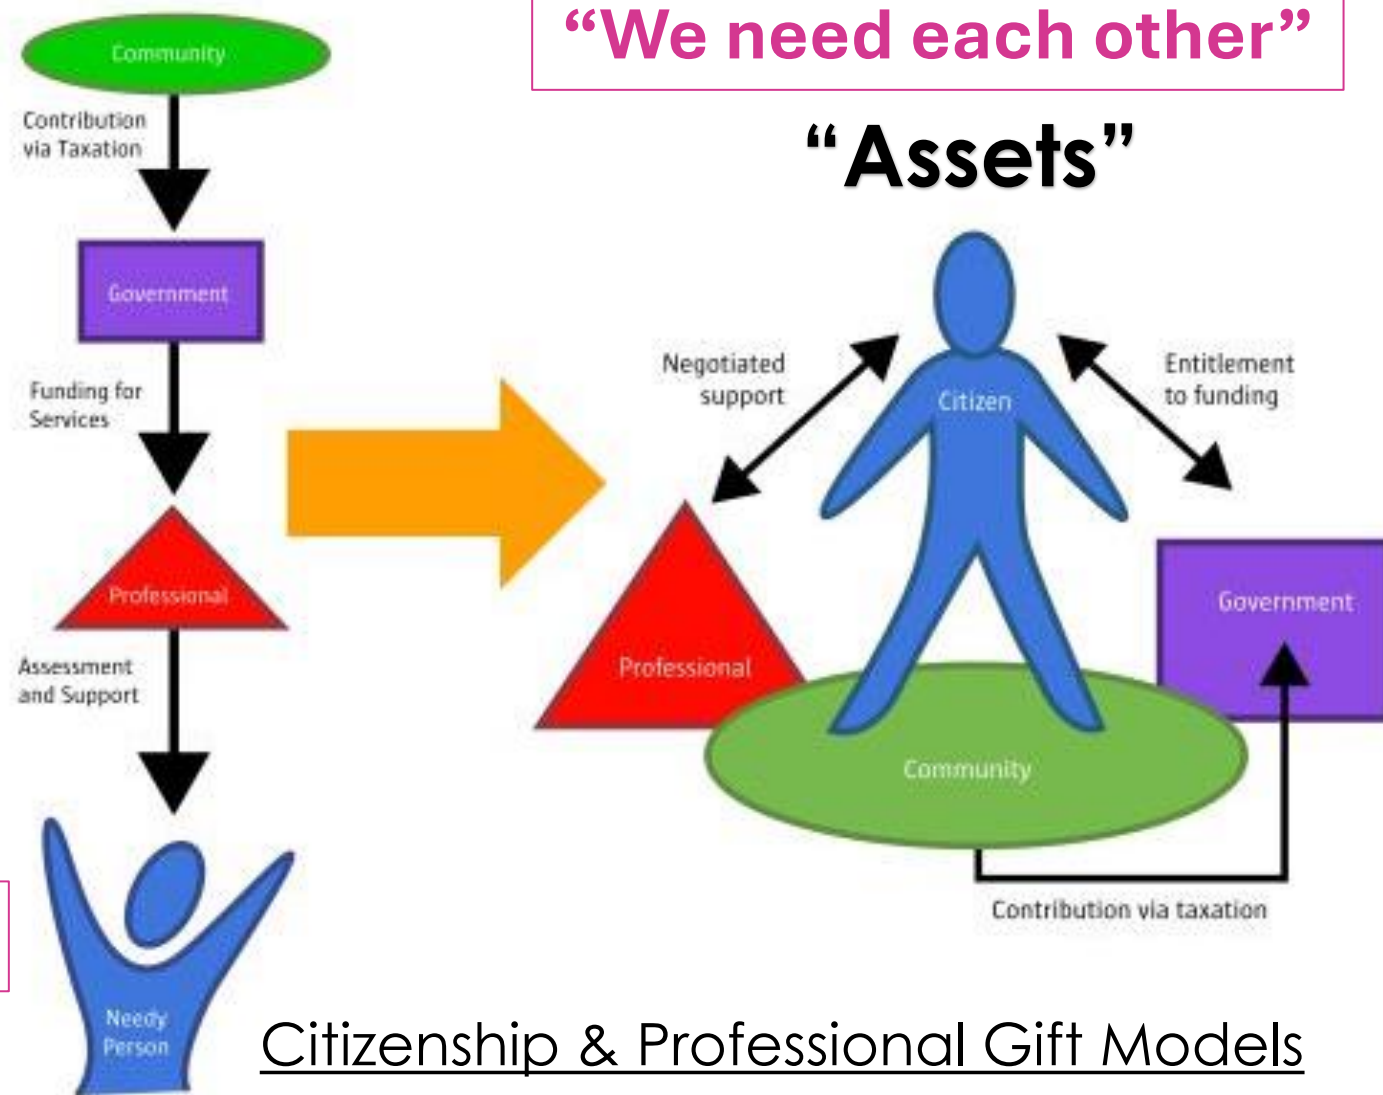 “We need each other”
“Assets”
Community
Contribution
via Taxation
Government
Funding for
Services
Professional
Assessment
and Support
Needy
Person
Negotiated
support
Citizen
Entitlement
to funding
Professional
Government
Community
Contribution via taxation
Citizenship & Professional Gift Models